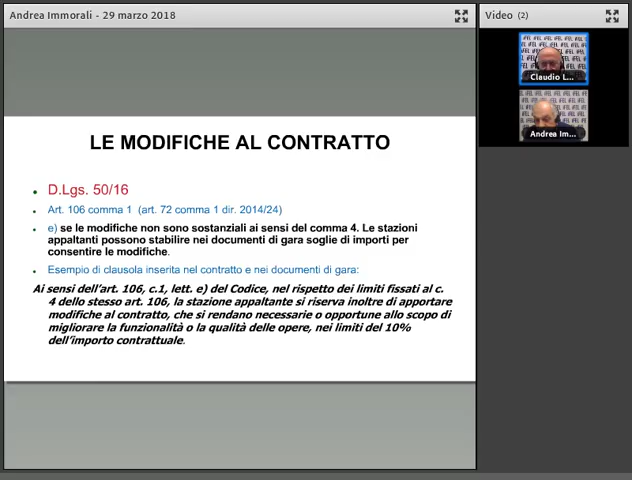 Andrea Immorali - 29 marzo 2018
Video (2)
Claudio L...
Andrea Im...
LE MODIFICHE AL CONTRATTO
D.Lgs. 50/16
Art. 106 comma 1 (art. 72 comma 1 dir. 2014/24)
e) se le modifiche non sono sostanziali ai sensi del comma 4. Le stazioni
appaltanti possono stabilire nei documenti di gara soglie di importi per
consentire le modifiche.
Esempio di clausola inserita nel contratto e nei documenti di gara:
Ai sensi dell'art. 106, c.1, lett. e) del Codice, nel rispetto dei limiti fissati al c.
4 dello stesso art. 106, la stazione appaltante si riserva inoltre di apportare
modifiche al contratto, che si rendano necessarie o opportune allo scopo di
migliorare la funzionalità o la qualità delle opere, nei limiti del 10%
dell'importo contrattuale.